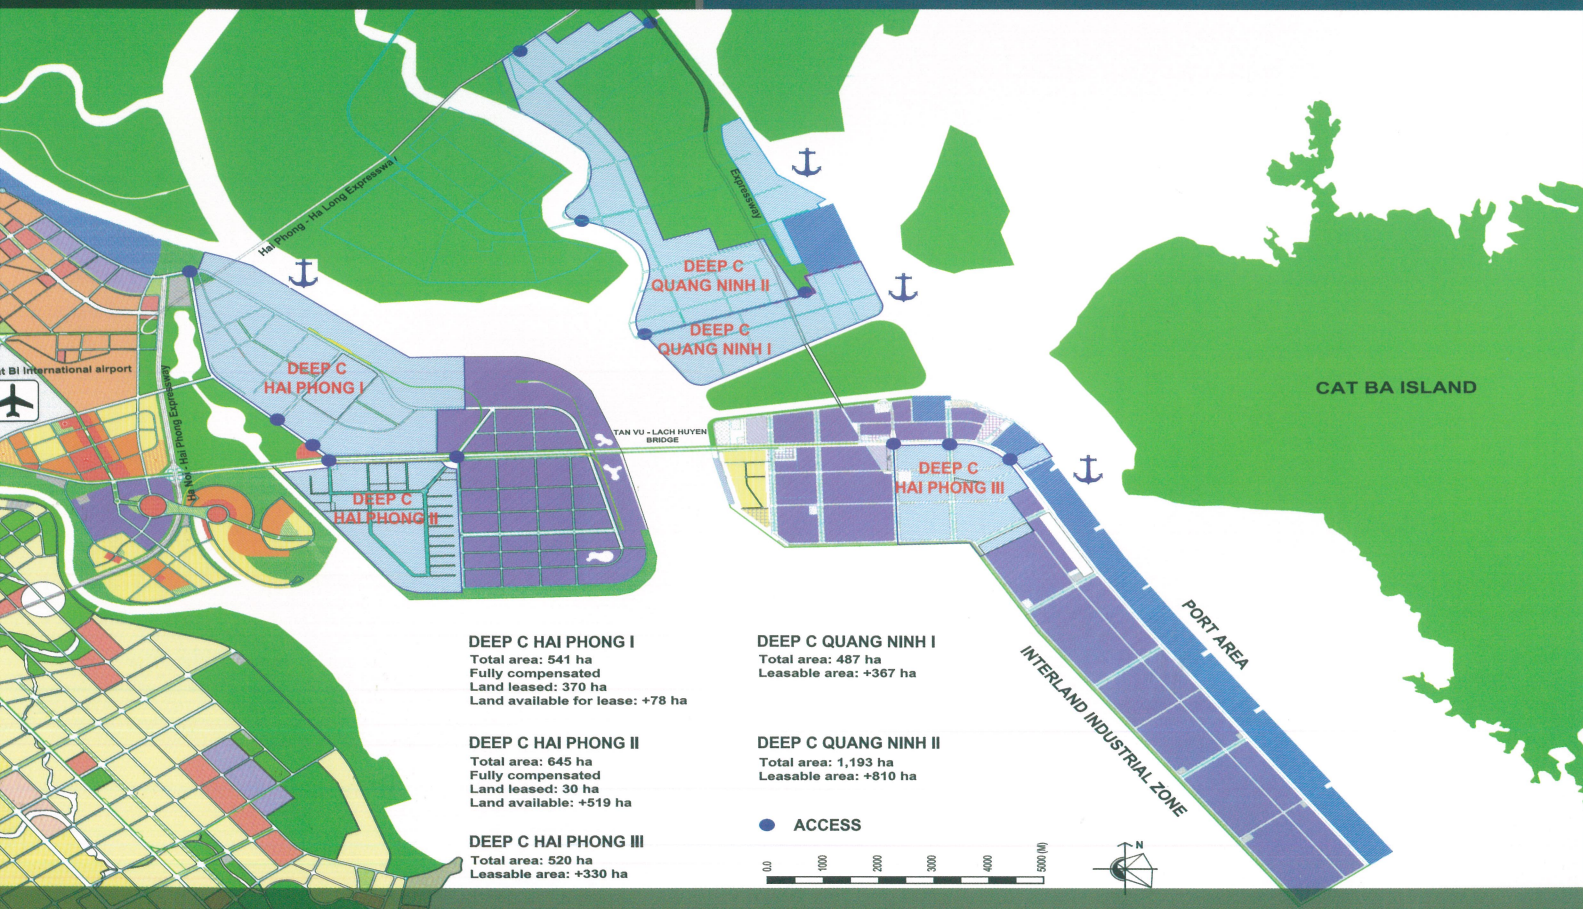 Hai Phong - Ha Long Expressway
Expressway
DEEP C
QUANG NINH II
DEEP C
QUANG NINH I
DEEP C
HAI PHONG I
t Bi International airport
Ha Noi - Hai Phong Expressway
CAT BA ISLAND
TAN VU - LACH HUYEN
BRIDGE
DEEP C
HAI PHONG II
DEEP C
HAI PHONG III
PORT AREA
INTERLAND INDUSTRIAL ZONE
DEEP C HAI PHONG I
Total area: 541 ha
Fully compensated
Land leased: 370 ha
Land available for lease: +78 ha
DEEP C HAI PHONG II
Total area: 645 ha
Fully compensated
Land leased: 30 ha
Land available: +519 ha
DEEP C HAI PHONG III
Total area: 520 ha
Leasable area: +330 ha
DEEP C QUANG NINH I
Total area: 487 ha
Leasable area: +367 ha
DEEP C QUANG NINH II
Total area: 1,193 ha
Leasable area: +810 ha
ACCESS
0.0 1000 2000 3000 4000 5000 (M)
N